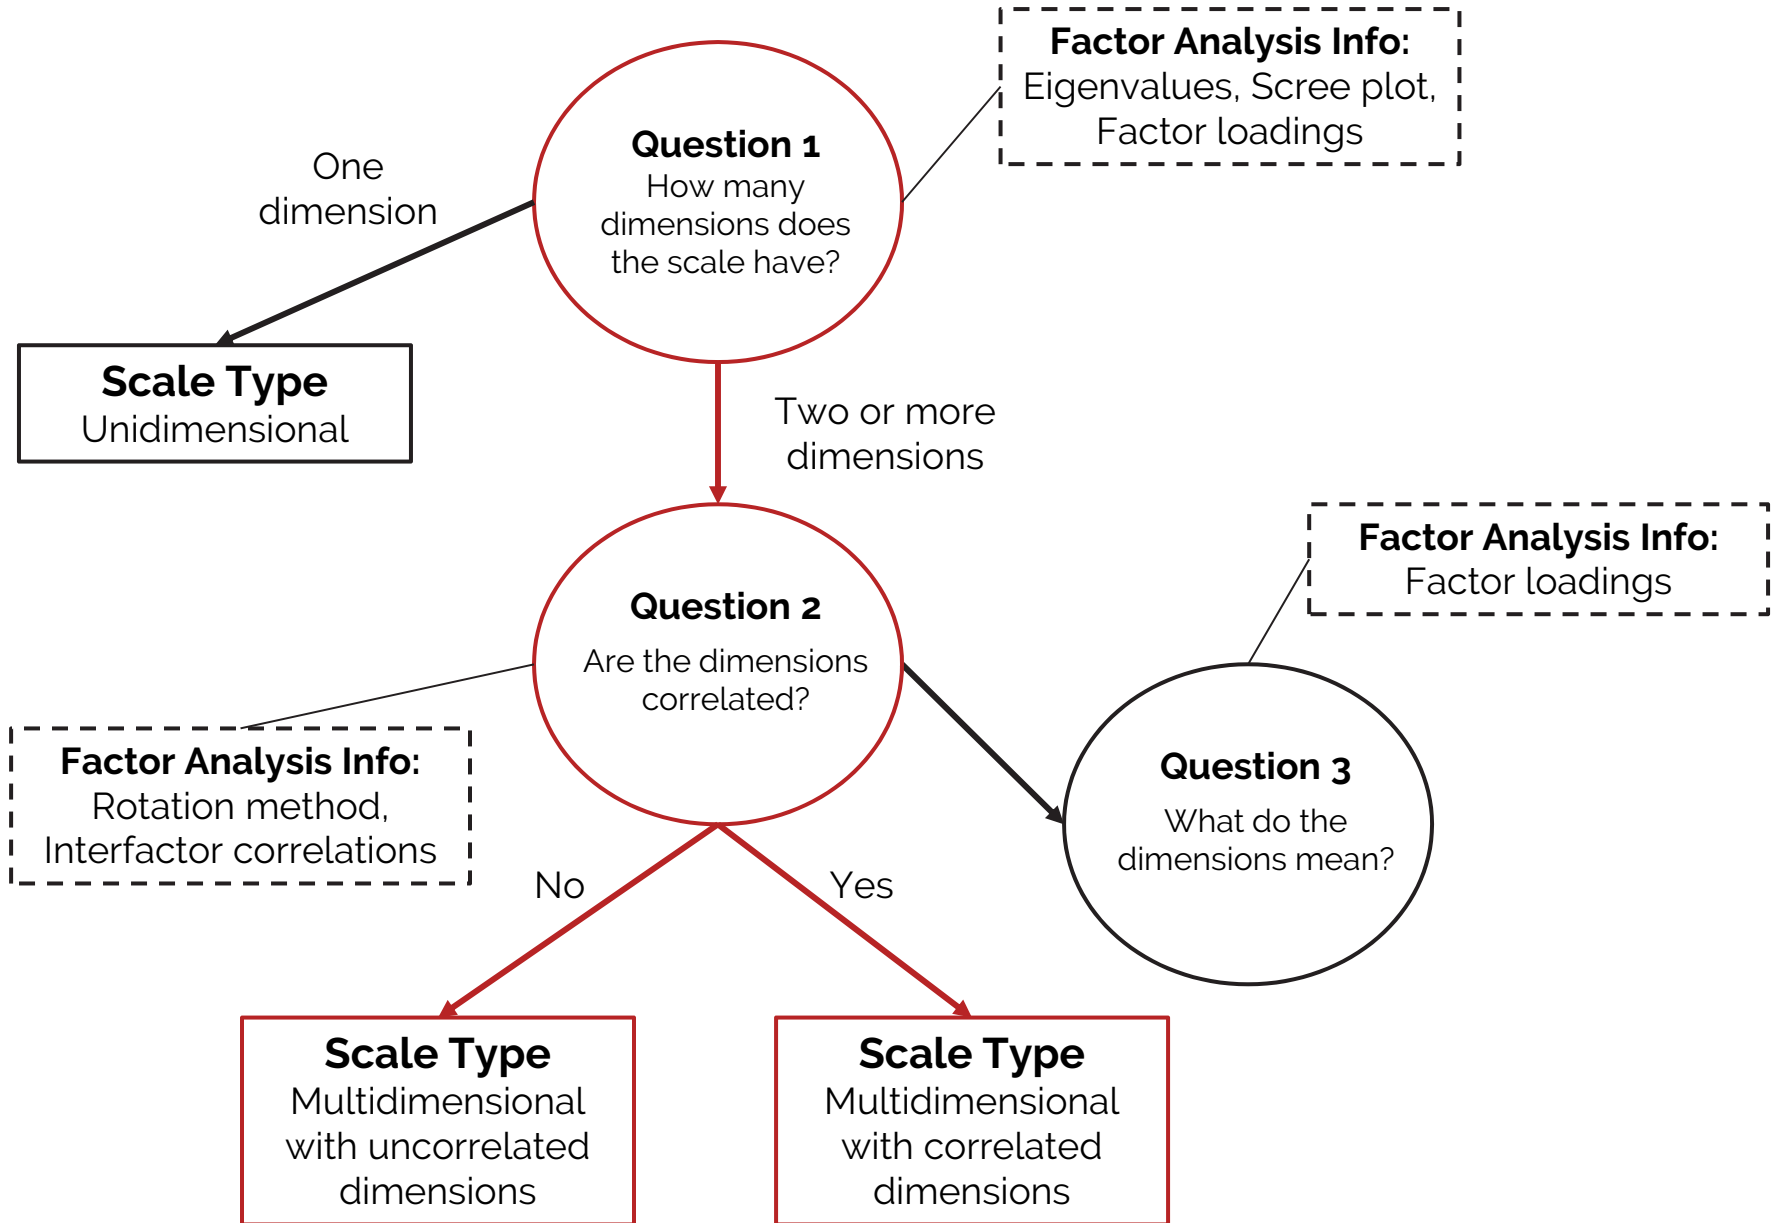 Factor Analysis Info:
Eigenvalues, Scree plot,
Factor loadings
Question 1
How many
dimensions does
the scale have?
One
dimension
Scale Type
Unidimensional
Two or more
dimensions
Factor Analysis Info:
Factor loadings
Question 2
Are the dimensions
correlated?
Factor Analysis Info:
Rotation method,
Interfactor correlations
Question 3
What do the
dimensions mean?
No
Yes
Scale Type
Multidimensional
with uncorrelated
dimensions
Scale Type
Multidimensional
with correlated
dimensions